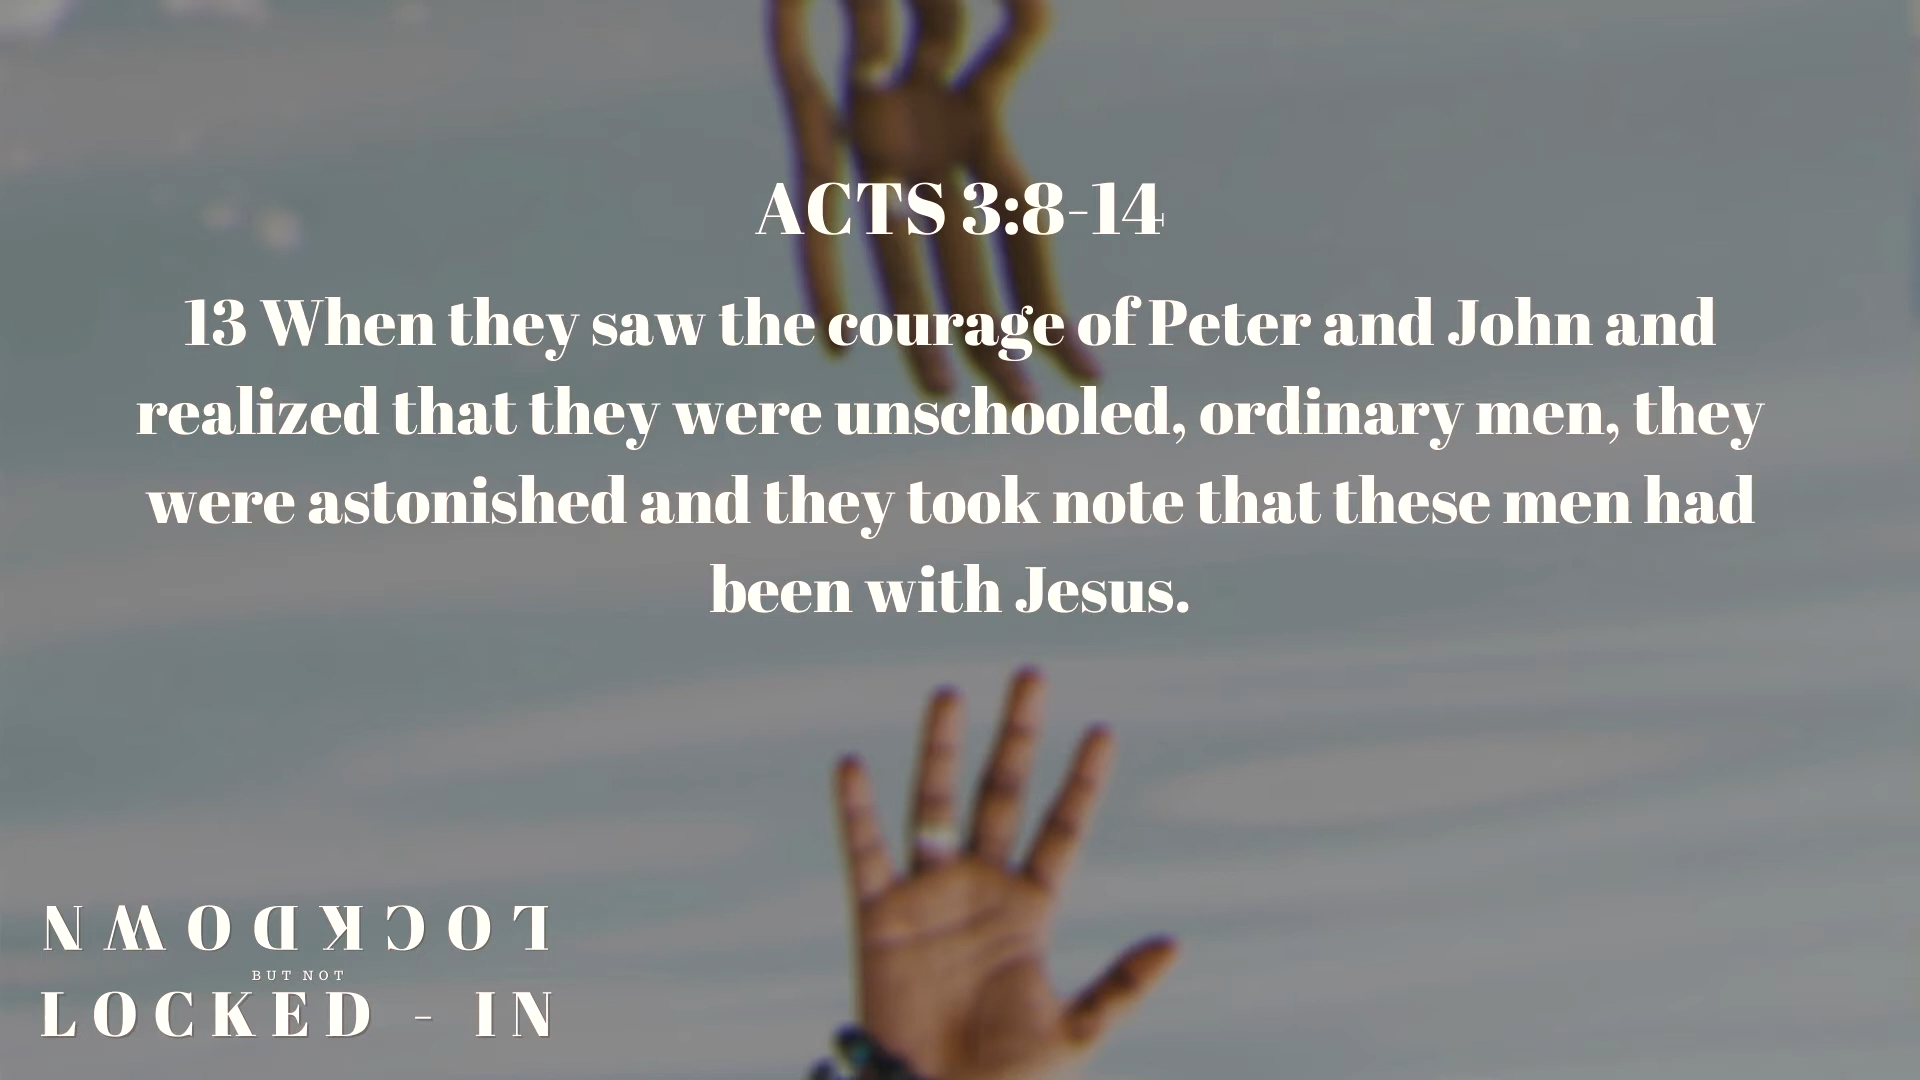 ACTS 3:8-14
13 When they saw the courage of Peter and John and
realized that they were unschooled, ordinary men, they
were astonished and they took note that these men had
been with Jesus.
LOCKDOWN
BUT NOT
LOCKED - IN